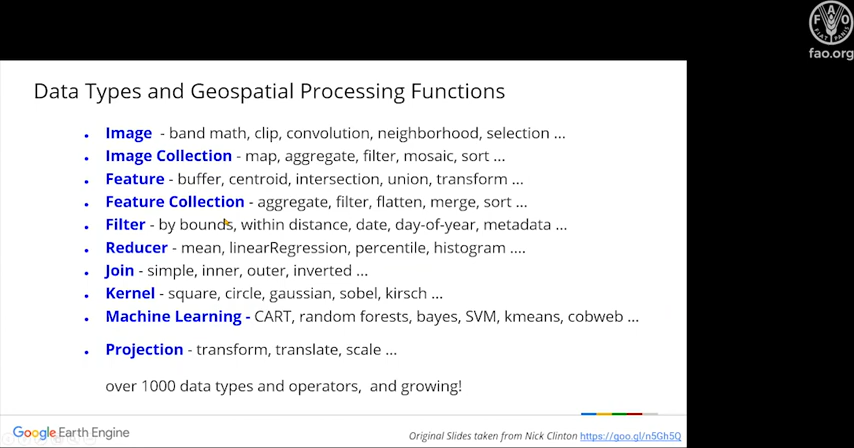 FAO
FIAT PANIS
fao.org
Data Types and Geospatial Processing Functions
• Image - band math, clip, convolution, neighborhood, selection ...
• Image Collection - map, aggregate, filter, mosaic, sort ...
• Feature - buffer, centroid, intersection, union, transform ...
• Feature Collection - aggregate, filter, flatten, merge, sort ...
• Filter - by bounds, within distance, date, day-of-year, metadata ...
• Reducer - mean, linearRegression, percentile, histogram ....
• Join - simple, inner, outer, inverted ...
• Kernel - square, circle, gaussian, sobel, kirsch ...
• Machine Learning - CART, random forests, bayes, SVM, kmeans, cobweb ...
• Projection - transform, translate, scale ...
over 1000 data types and operators, and growing!
Google Earth Engine
Original Slides taken from Nick Clinton https://goo.gl/n5Gh5Q